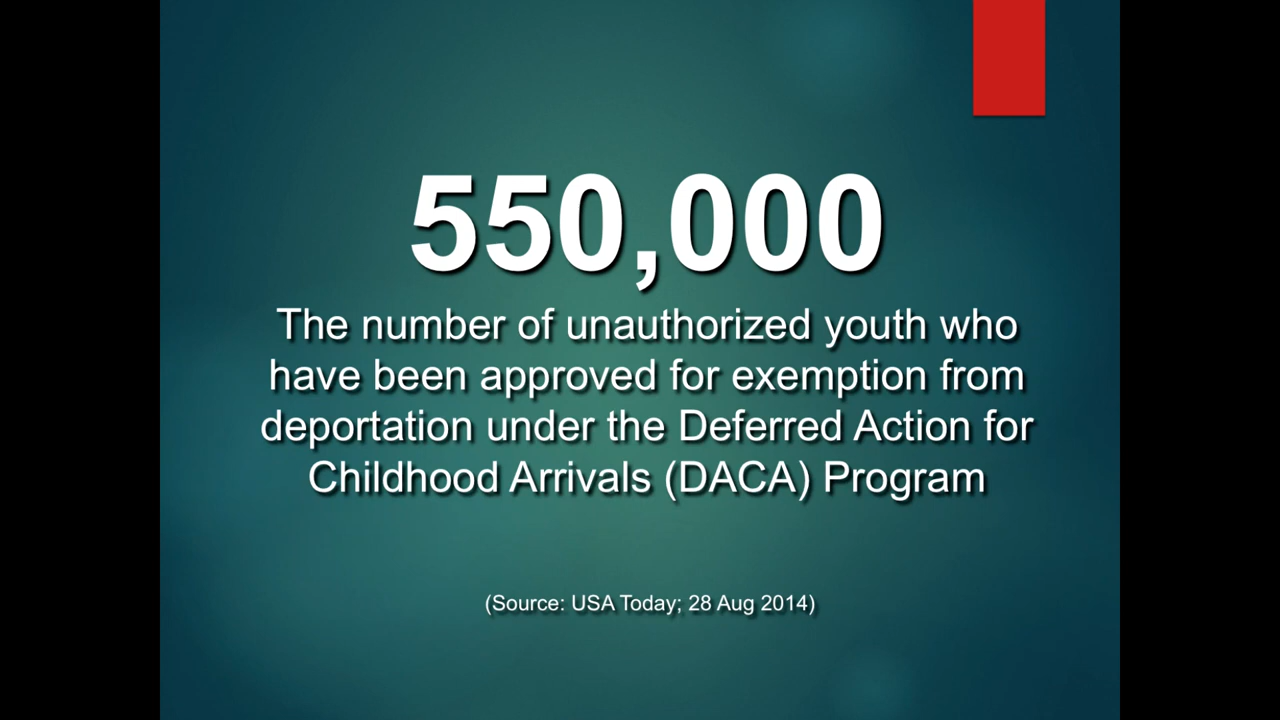 550,000
The number of unauthorized youth who
have been approved for exemption from
deportation under the Deferred Action for
Childhood Arrivals (DACA) Program
(Source: USA Today; 28 Aug 2014)